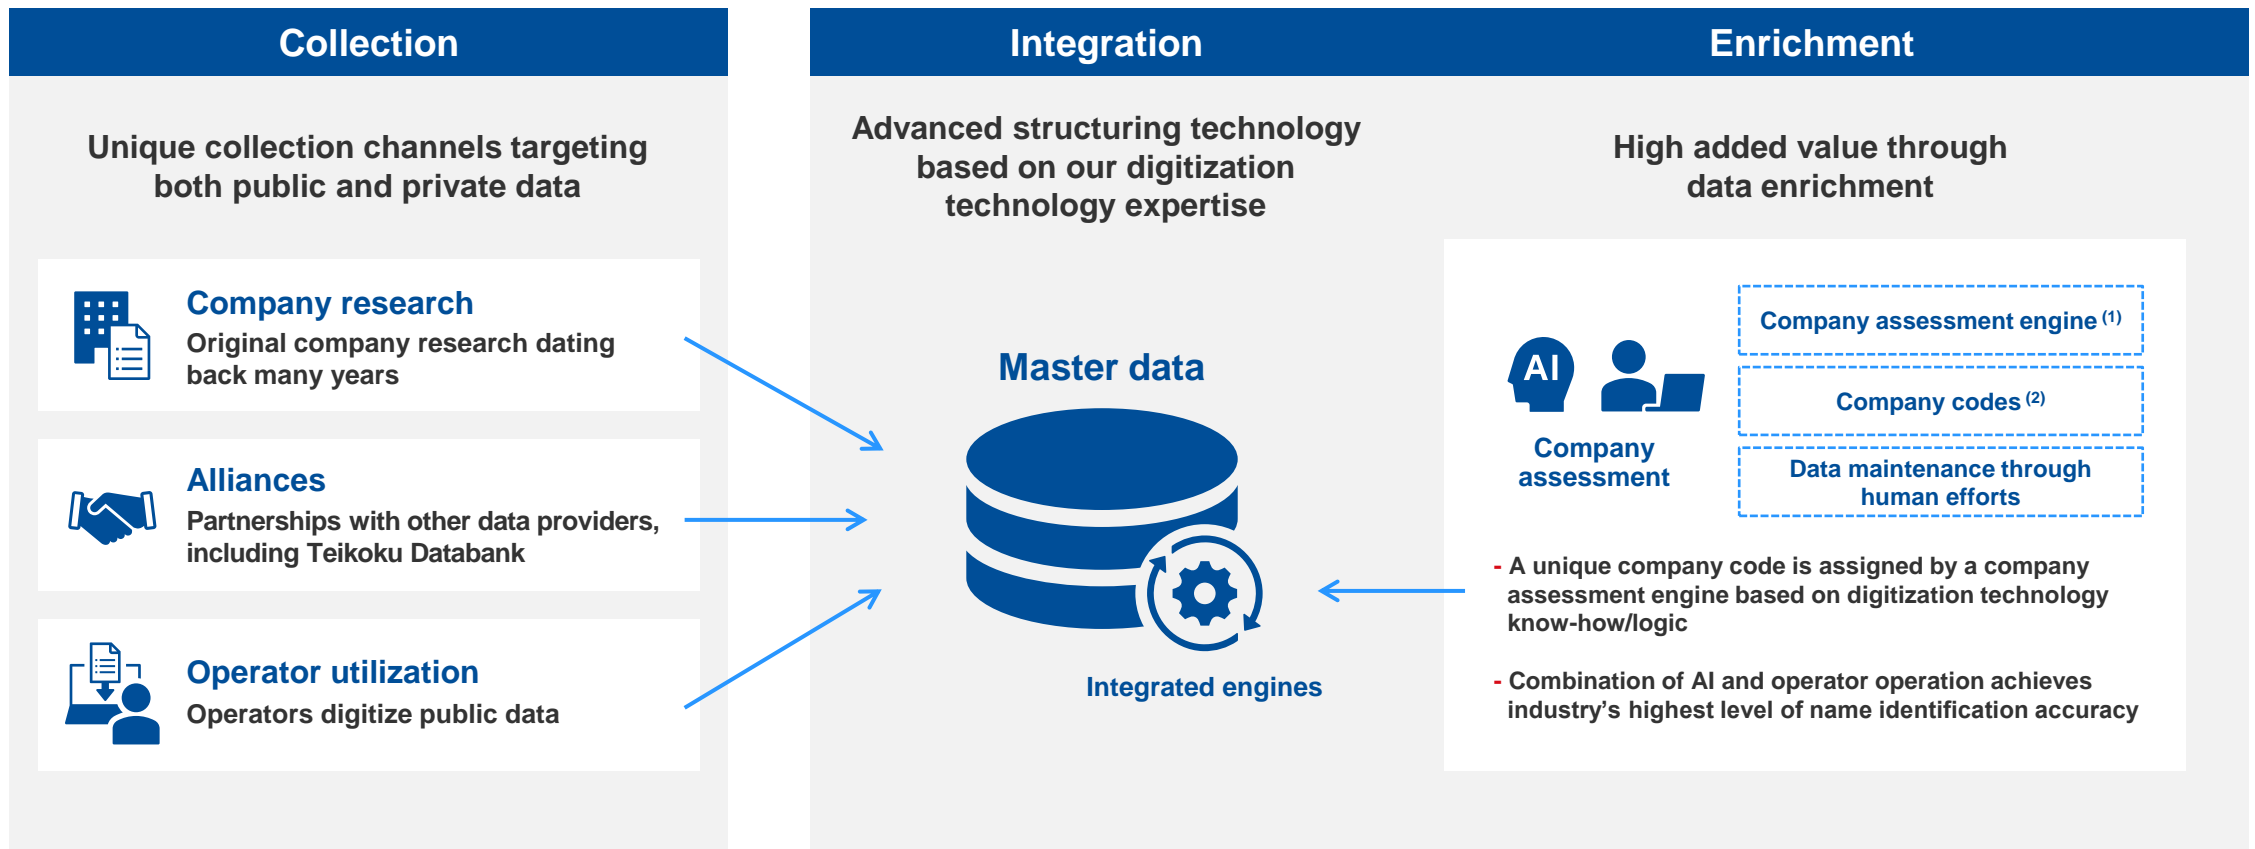 Collection
Unique collection channels targeting
both public and private data
Company research
Original company research dating
back many years
Alliances
Partnerships with other data providers,
including Teikoku Databank
Operator utilization
Operators digitize public data
Integration
Advanced structuring technology
based on our digitization
technology expertise
Master data
Integrated engines
Enrichment
High added value through
data enrichment
AI
Company
assessment
Company assessment engine (1)
Company codes (2)
Data maintenance through
human efforts
- A unique company code is assigned by a company
assessment engine based on digitization technology
know-how/logic
- Combination of AI and operator operation achieves
industry’s highest level of name identification accuracy